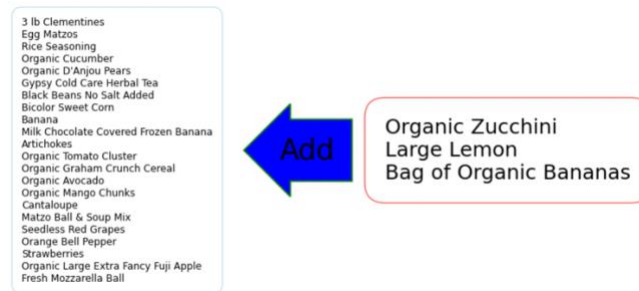 3 lb Clementines
Egg Matzos
Rice Seasoning
Organic Cucumber
Organic D'Anjou Pears
Gypsy Cold Care Herbal Tea
Black Beans No Salt Added
Bicolor Sweet Corn
Banana
Milk Chocolate Covered Frozen Banana
Artichokes
Organic Tomato Cluster
Organic Graham Crunch Cereal
Organic Avocado
Organic Mango Chunks
Cantaloupe
Matzo Ball & Soup Mix
Seedless Red Grapes
Orange Bell Pepper
Strawberries
Organic Large Extra Fancy Fuji Apple
Fresh Mozzarella Ball
Add
Organic Zucchini
Large Lemon
Bag of Organic Bananas